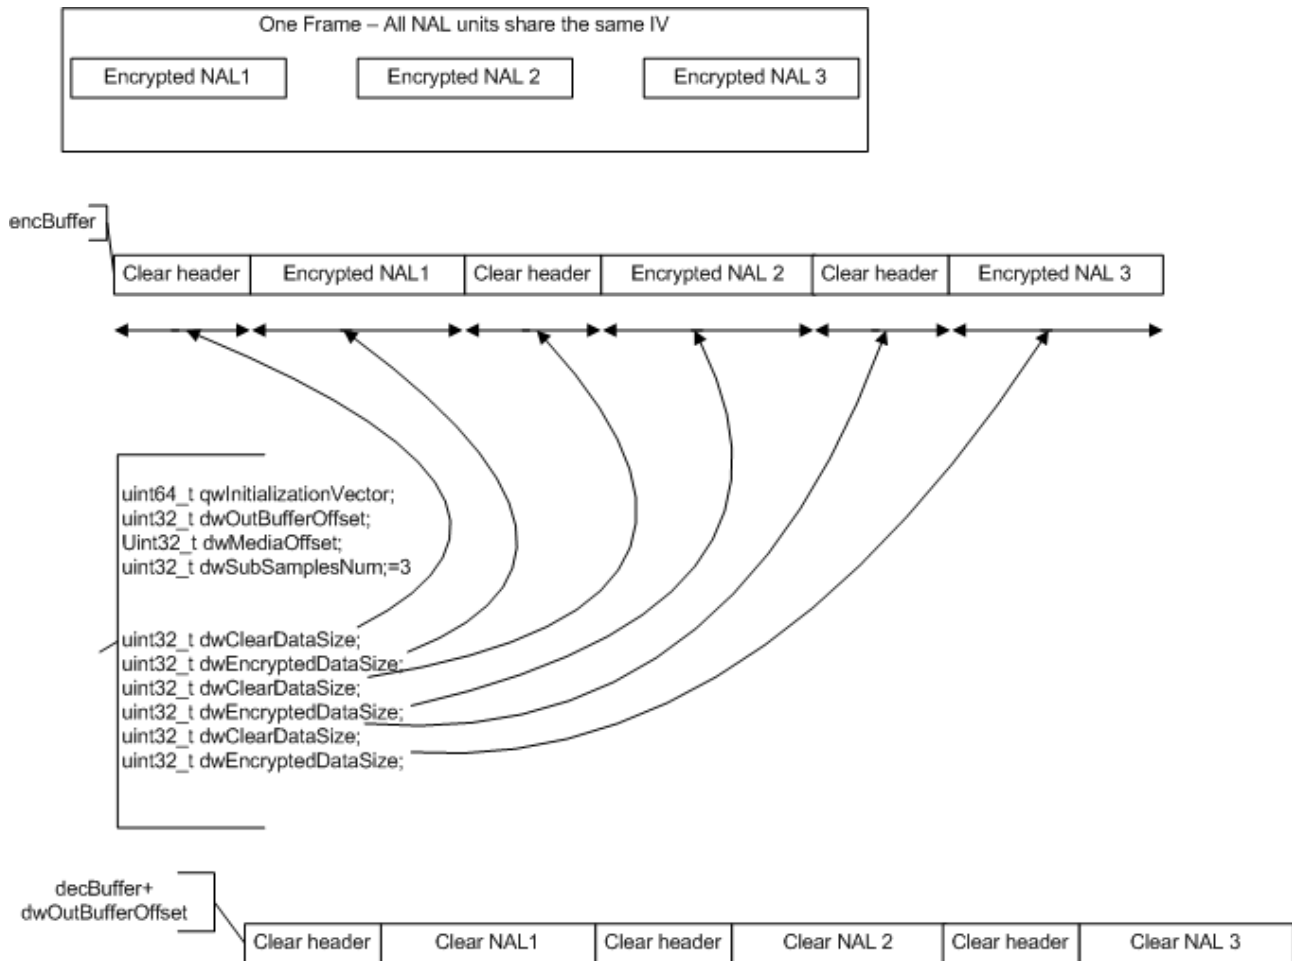 One Frame – All NAL units share the same IV
Encrypted NAL1
Encrypted NAL 2
Encrypted NAL 3
encBuffer
Clear header
Encrypted NAL1
Clear header
Encrypted NAL 2
Clear header
Encrypted NAL 3
uint64_t qwInitializationVector;
uint32_t dwOutBufferOffset;
Uint32_t dwMediaOffset;
uint32_t dwSubSamplesNum;=3
uint32_t dwClearDataSize;
uint32_t dwEncryptedDataSize;
uint32_t dwClearDataSize;
uint32_t dwEncryptedDataSize;
uint32_t dwClearDataSize;
uint32_t dwEncryptedDataSize;
decBuffer+
dwOutBufferOffset
Clear header
Clear NAL1
Clear header
Clear NAL 2
Clear header
Clear NAL 3